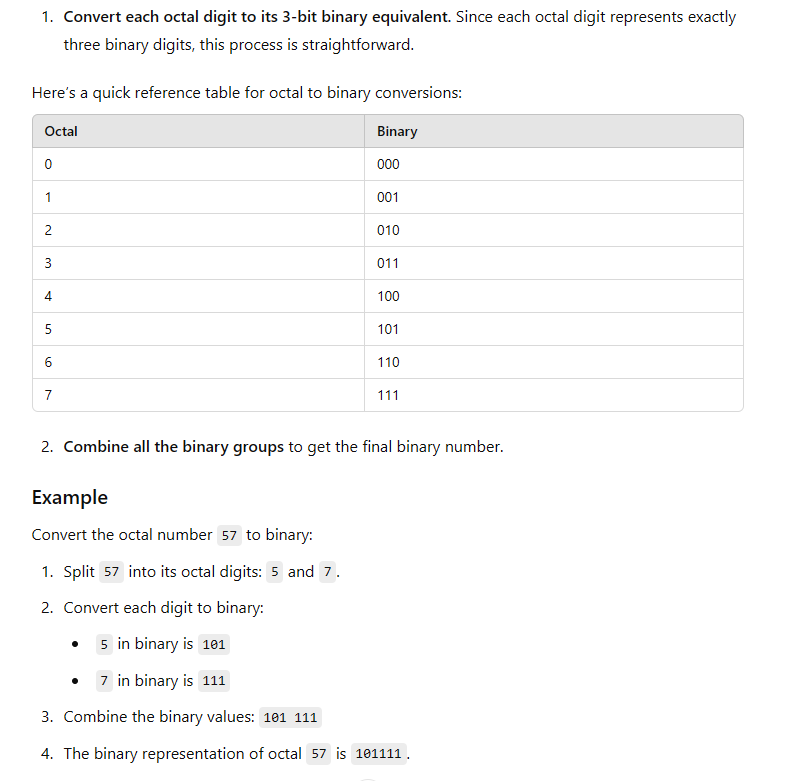 1. Convert each octal digit to its 3-bit binary equivalent. Since each octal digit represents exactly
three binary digits, this process is straightforward.
Here's a quick reference table for octal to binary conversions:
Octal Binary
0 000
1 001
2 010
3 011
4 100
5 101
6 110
7 111
2. Combine all the binary groups to get the final binary number.
Example
Convert the octal number 57 to binary:
1. Split 57 into its octal digits: 5 and 7.
2. Convert each digit to binary:
• 5 in binary is 101
• 7 in binary is 111
3. Combine the binary values: 101 111
4. The binary representation of octal 57 is 101111.